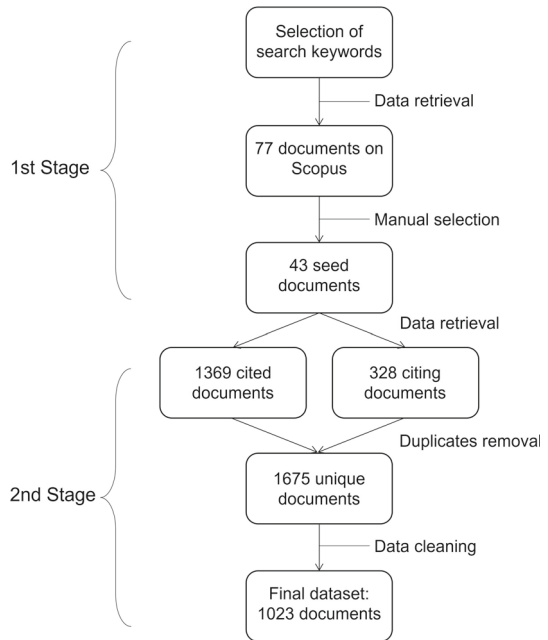 Selection of
search keywords
Data retrieval
1st Stage
77 documents on
Scopus
Manual selection
43 seed
documents
Data retrieval
1369 cited
documents
328 citing
documents
Duplicates removal
2nd Stage
1675 unique
documents
Data cleaning
Final dataset:
1023 documents